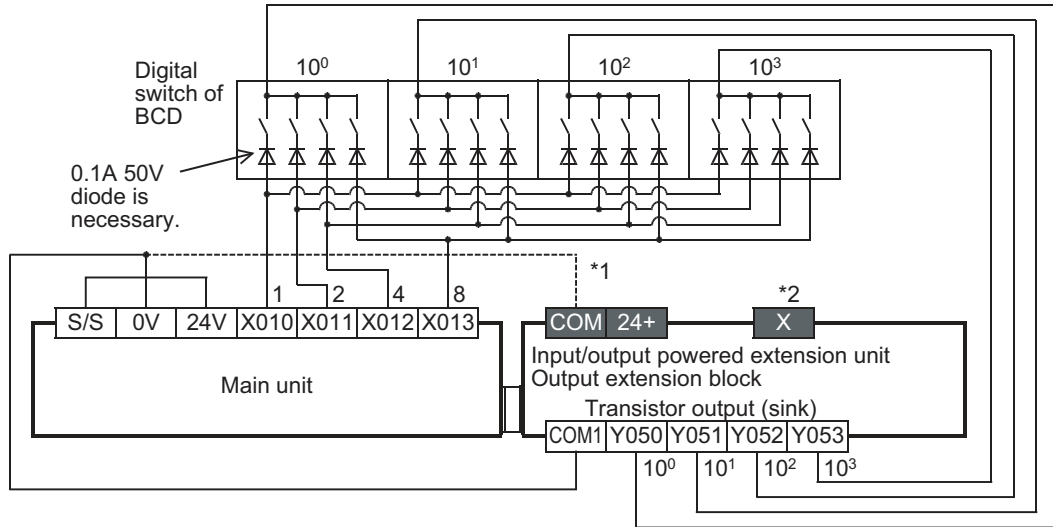 10⁰ 10¹ 10² 10³
Digital
switch of
BCD
0.1A 50V
diode is
necessary.
*1
1 2 4 8
*2
S/S 0V 24V X010 X011 X012 X013
COM 24+ X
Input/output powered extension unit
Output extension block
Main unit
Transistor output (sink)
COM1 Y050 Y051 Y052 Y053
10⁰ 10¹ 10² 10³